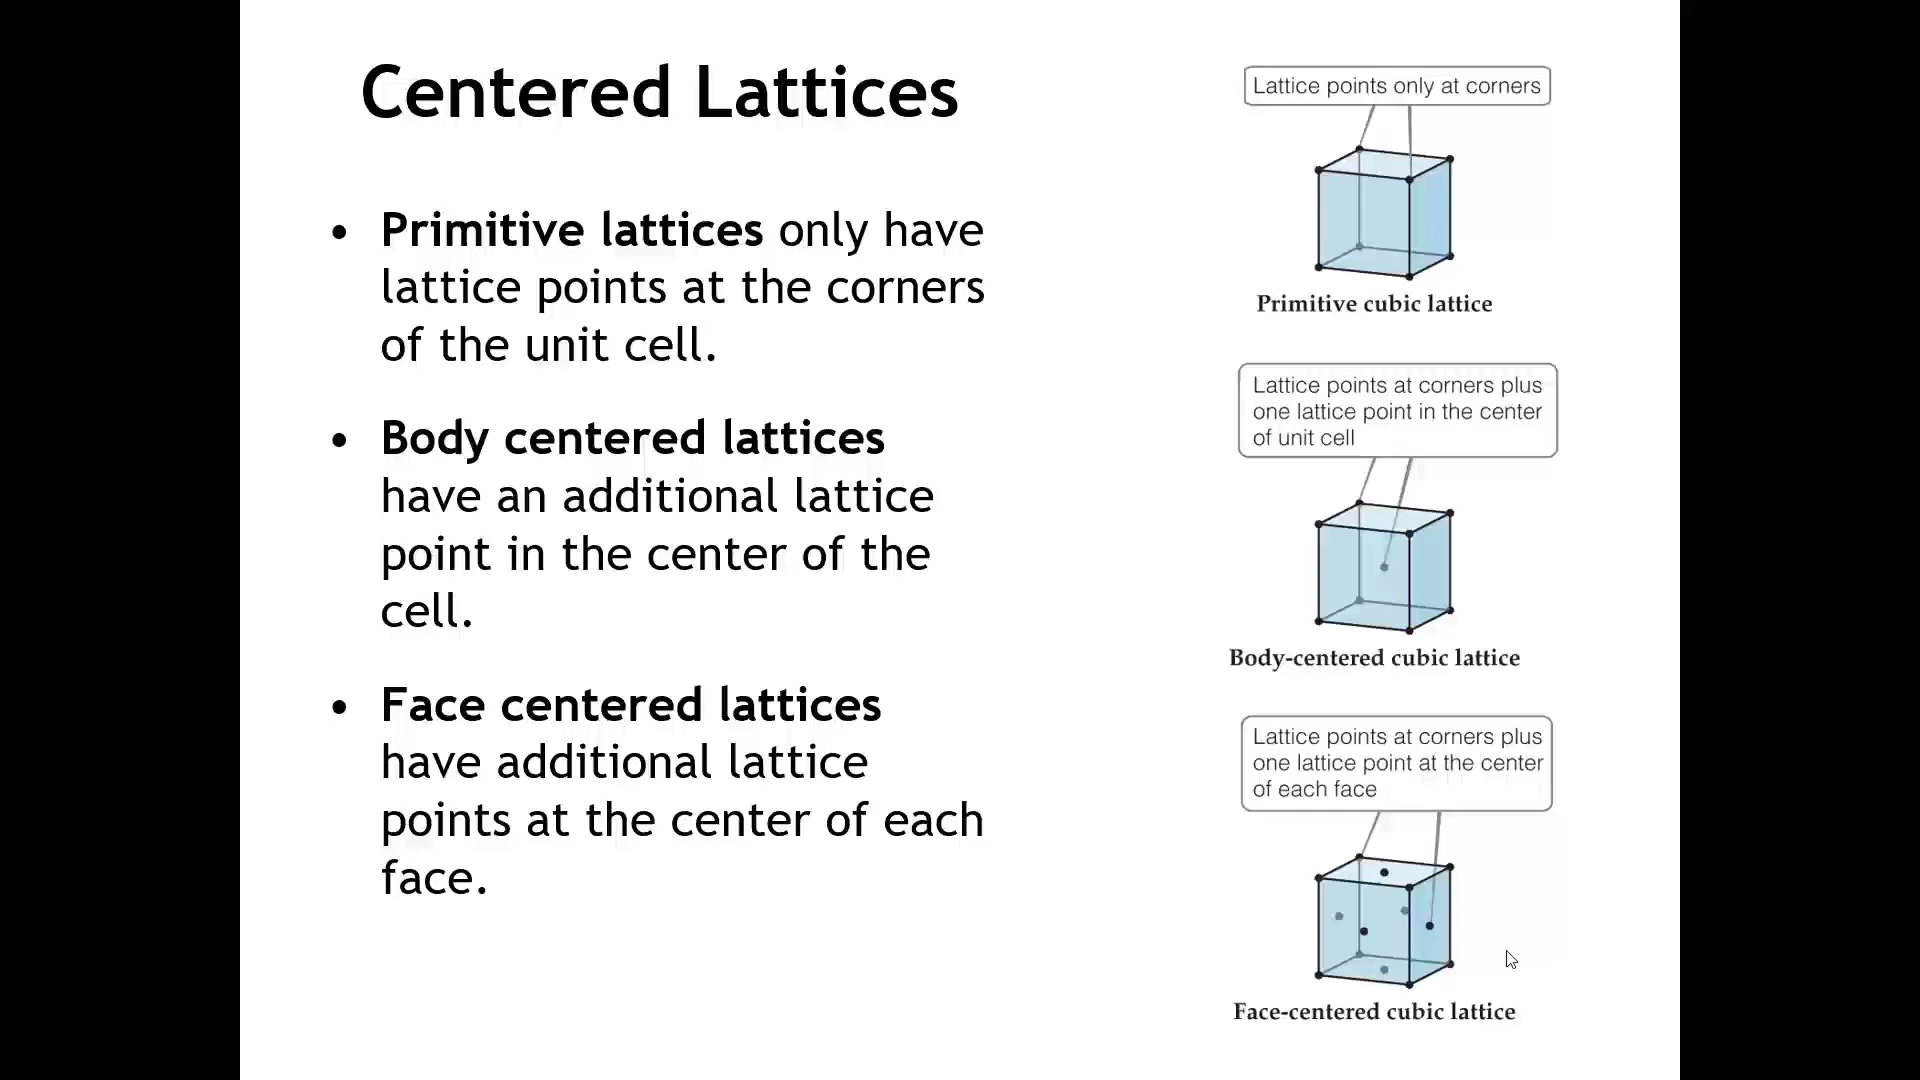 Centered Lattices
• Primitive lattices only have
lattice points at the corners
of the unit cell.
• Body centered lattices
have an additional lattice
point in the center of the
cell.
• Face centered lattices
have additional lattice
points at the center of each
face.
Lattice points only at corners
Primitive cubic lattice
Lattice points at corners plus
one lattice point in the center
of unit cell
Body-centered cubic lattice
Lattice points at corners plus
one lattice point at the center
of each face
Face-centered cubic lattice